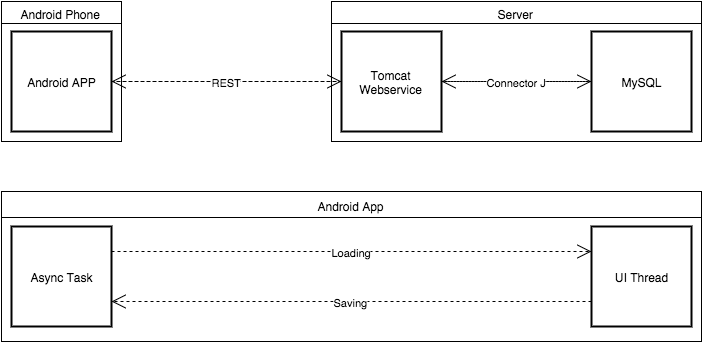 Android Phone
Server
Android APP
REST
Tomcat
Webservice
Connector J
MySQL
Android App
Async Task
Loading
Saving
UI Thread